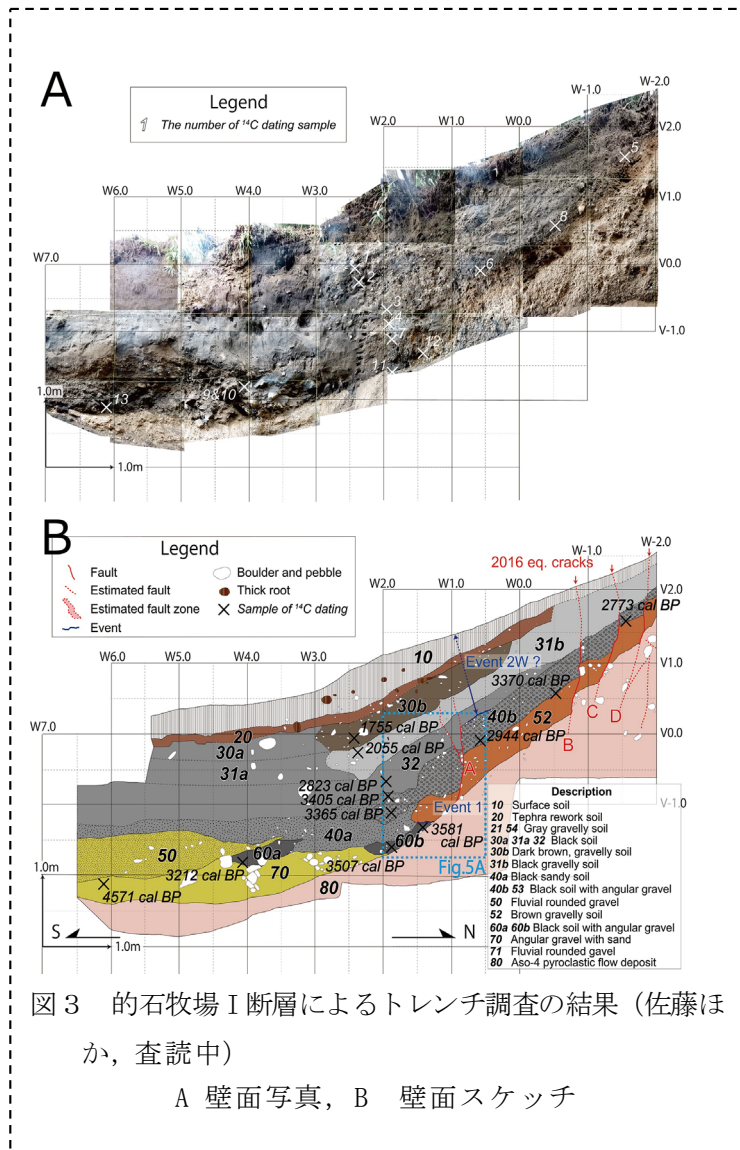 A
Legend
1 The number of ¹⁴C dating sample
W-2.0
W-1.0
W2.0 W1.0 W0.0
V2.0
5
W6.0 W5.0 W4.0 W3.0
V1.0
8
W7.0
1
2
6
V0.0
3
4
7
12
V-1.0
11
1.0m
13
9&10
1.0m
B
Legend
Fault
Estimated fault
Estimated fault zone
Event
Boulder and pebble
Thick root
Sample of ¹⁴C dating
W-2.0
W-1.0
2016 eq. cracks
W2.0 W1.0 W0.0
V2.0
2773 cal BP
10
Event 2W ?
31b
W6.0 W5.0 W4.0 W3.0
V1.0
3370 cal BP
30b
40b
52
C
D
W7.0
20
1755 cal BP
2944 cal BP
B
V0.0
30a
2055 cal BP
32
A
31a
2823 cal BP
3405 cal BP
3365 cal BP
Event 1
V-1.0
40a
3581 cal BP
50
60a
60b
3212 cal BP
70
3507 cal BP
Fig.5A
1.0m
4571 cal BP
80
S
N
1.0m
Description
10 Surface soil
20 Tephra rework soil
21 54 Gray gravelly soil
30a 31a 32 Black soil
30b Dark brown, gravelly soil
31b Black gravelly soil
40a Black sandy soil
40b 53 Black soil with angular gravel
50 Fluvial rounded gravel
52 Brown gravelly soil
60a 60b Black soil with angular gravel
70 Angular gravel with sand
71 Fluvial rounded gavel
80 Aso-4 pyroclastic flow deposit
図３　的石牧場Ⅰ断層によるトレンチ調査の結果（佐藤ほ
か，査読中）
A 壁面写真，B　壁面スケッチ